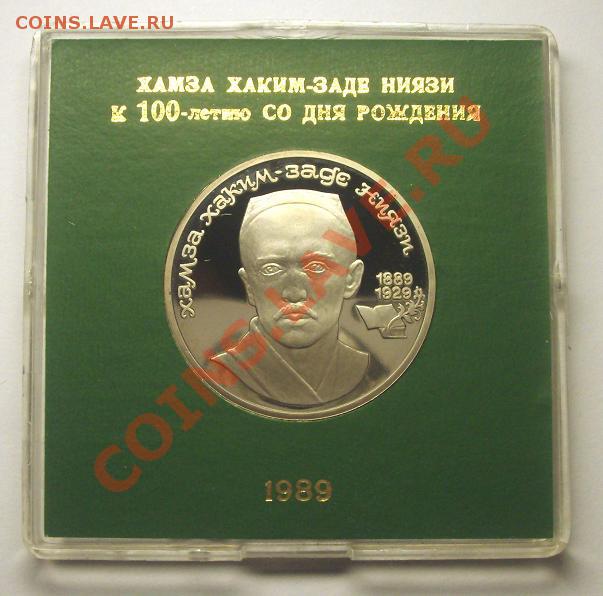 COINS.LAVE.RU
ХАМЗА ХАКИМ-ЗАДЕ НИЯЗИ
К 100-летию СО ДНЯ РОЖДЕНИЯ
хамза хаким-заде ниязи
1889
1929
COINS.LAVE.RU
1989